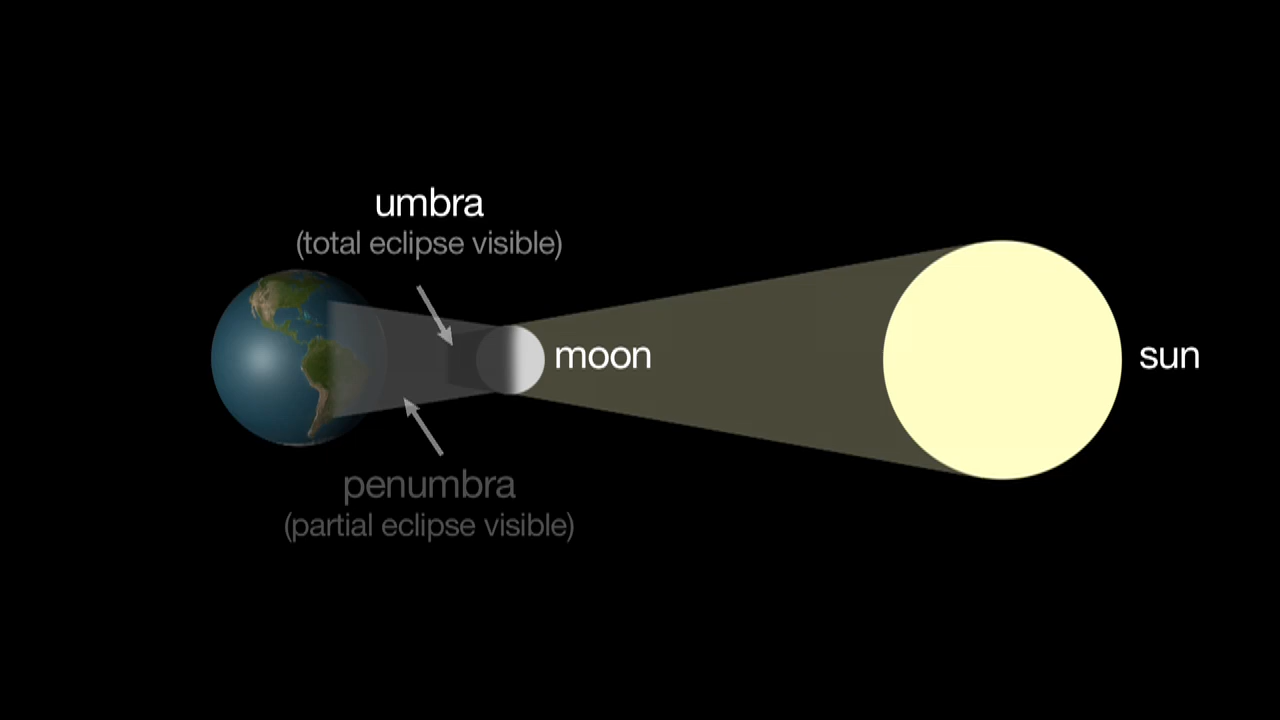 umbra
(total eclipse visible)
moon
sun
penumbra
(partial eclipse visible)